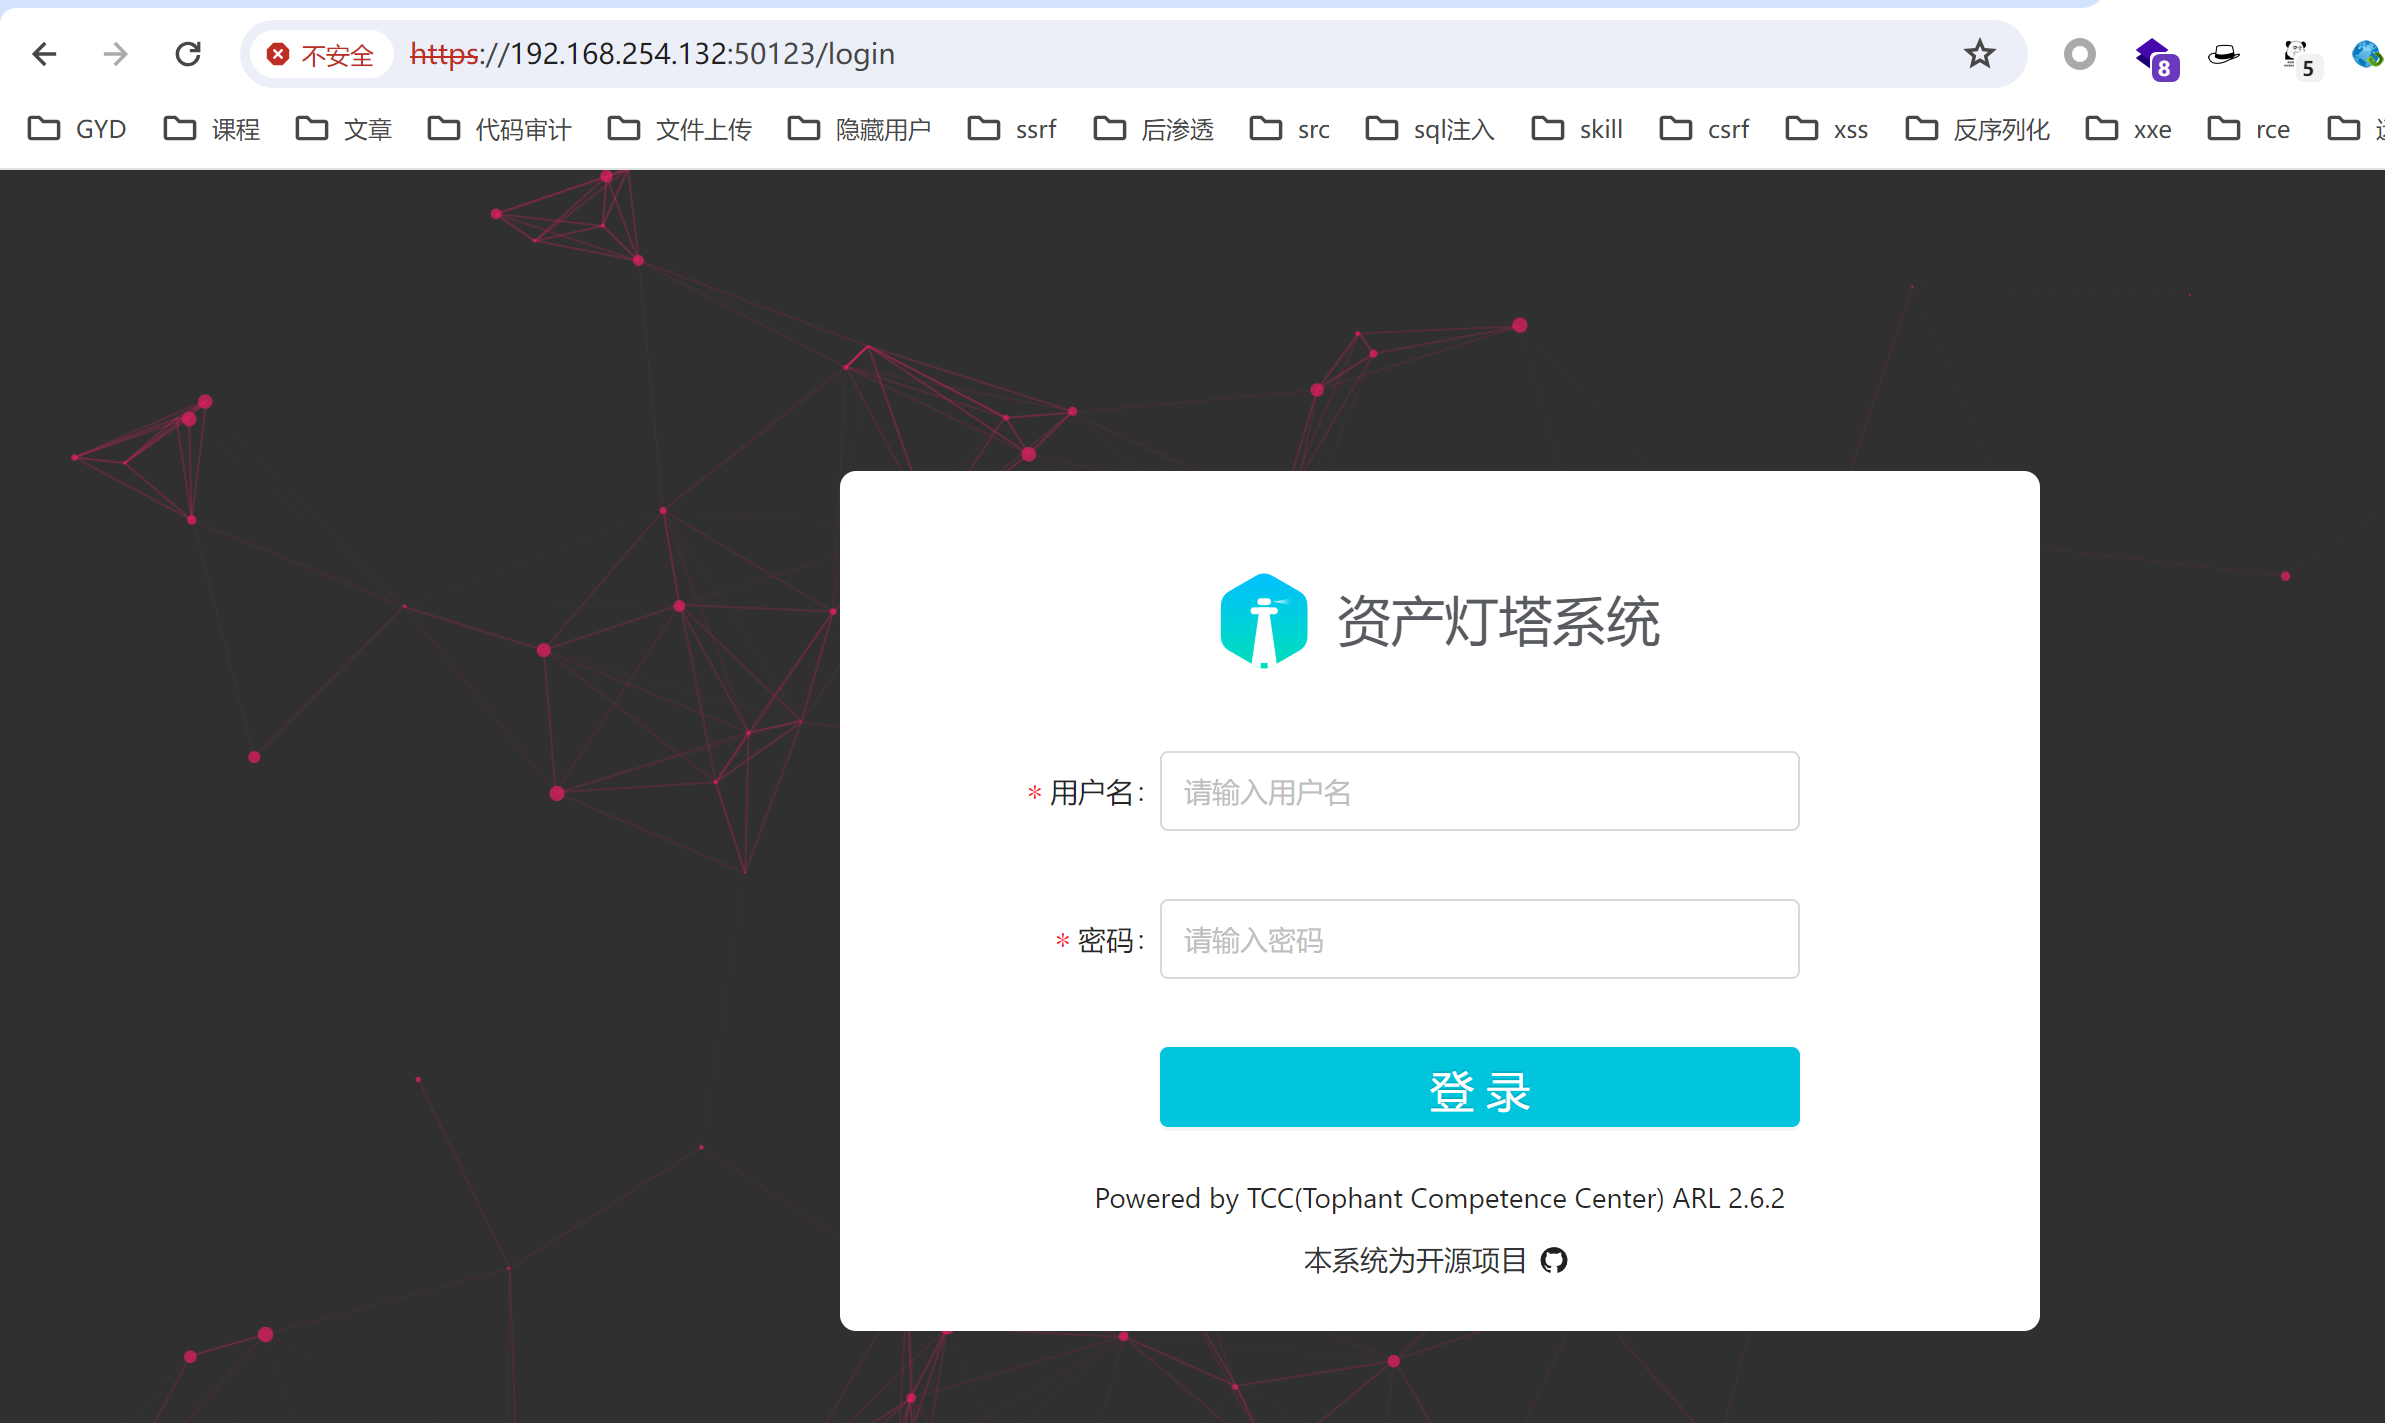 不安全 https://192.168.254.132:50123/login 8 5
GYD 课程 文章 代码审计 文件上传 隐藏用户 ssrf 后渗透 src sql注入 skill csrf xss 反序列化 xxe rce
资产灯塔系统
* 用户名: 请输入用户名
* 密码: 请输入密码
登 录
Powered by TCC(Tophant Competence Center) ARL 2.6.2
本系统为开源项目